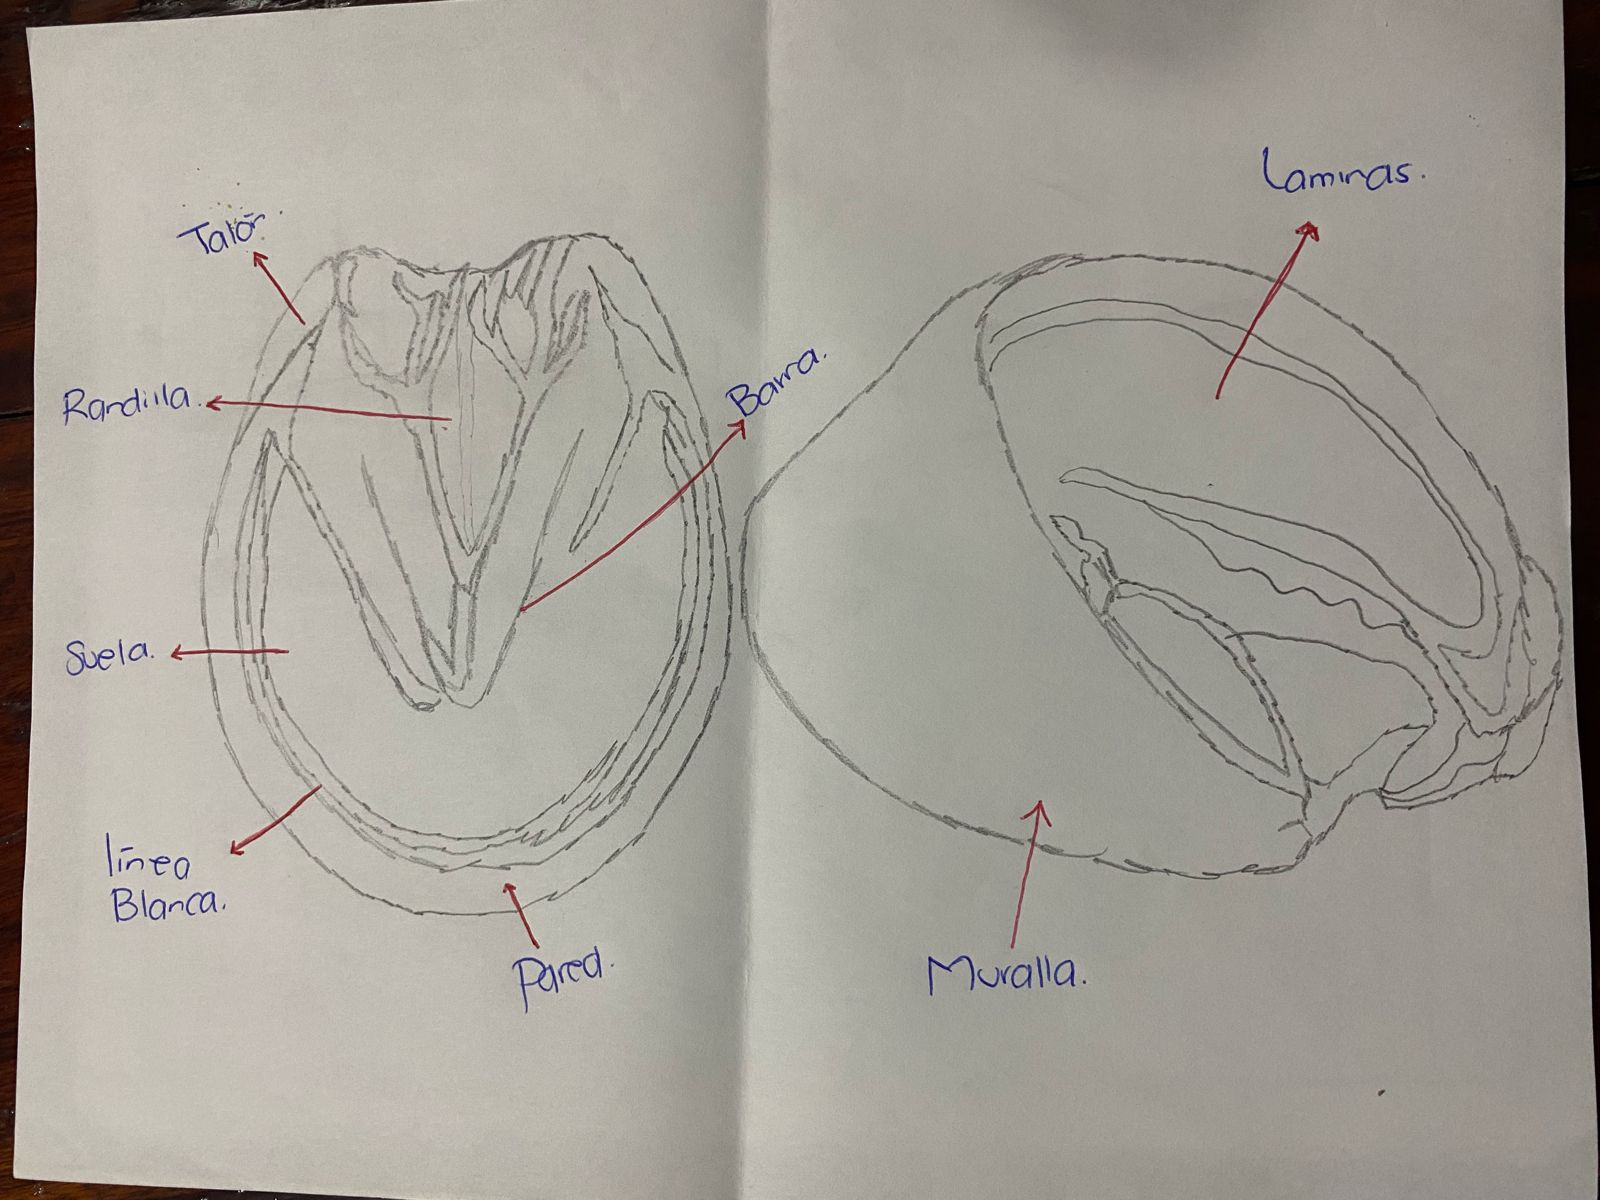 Laminas.
Talón
Randilla.
Barra.
Suela.
línea
Blanca.
Pared.
Muralla.